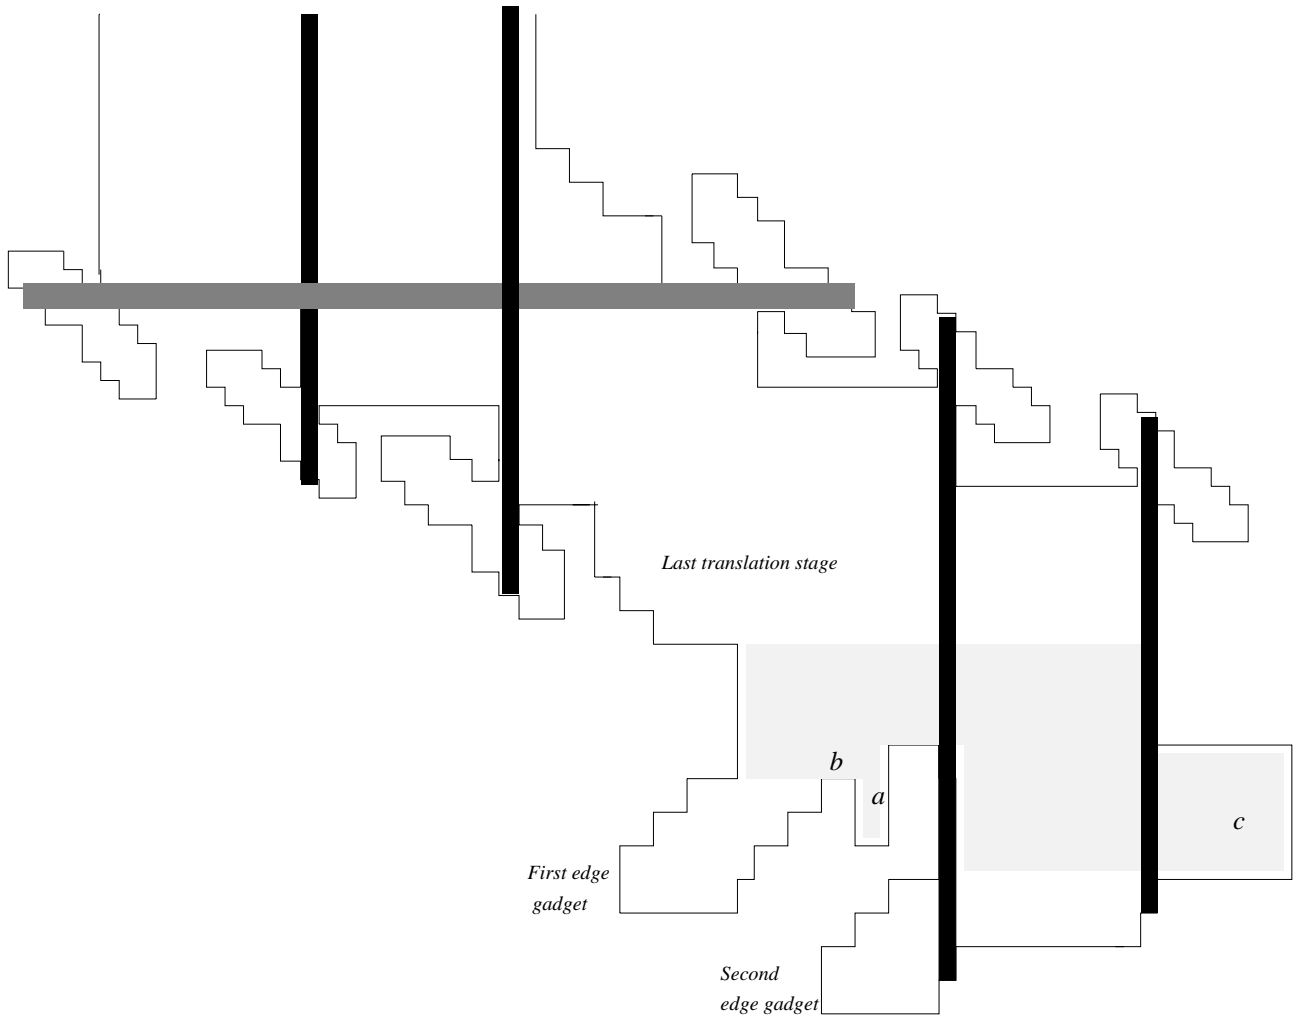 Last translation stage
b
a
c
First edge
gadget
Second
edge gadget